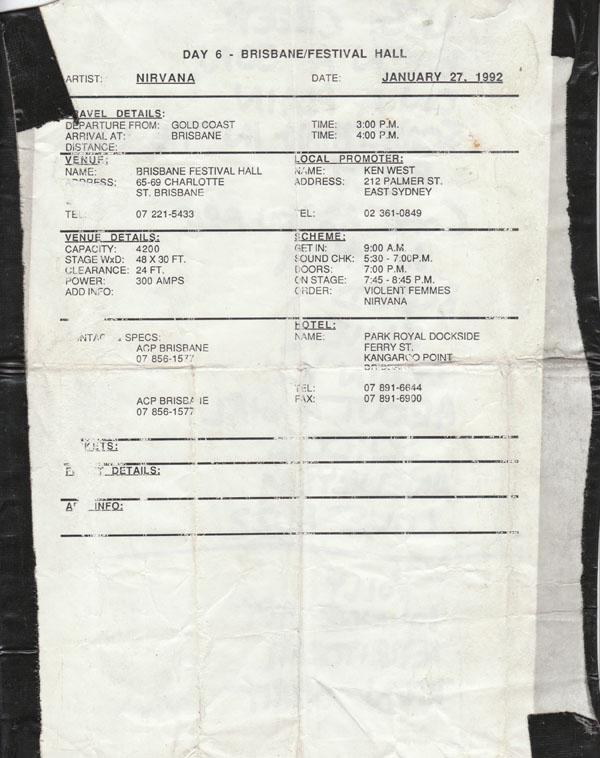 DAY 6 - BRISBANE/FESTIVAL HALL
ARTIST: NIRVANA DATE: JANUARY 27, 1992
TRAVEL DETAILS:
DEPARTURE FROM: GOLD COAST TIME: 3:00 P.M.
ARRIVAL AT: BRISBANE TIME: 4:00 P.M.
DISTANCE:
VENUE: LOCAL PROMOTER:
NAME: BRISBANE FESTIVAL HALL NAME: KEN WEST
ADDRESS: 65-69 CHARLOTTE ADDRESS: 212 PALMER ST.
ST. BRISBANE EAST SYDNEY
TEL: 07 221-5433 TEL: 02 361-0849
VENUE DETAILS: SCHEME:
CAPACITY: 4200 GET IN: 9:00 A.M.
STAGE WxD: 48 X 30 FT. SOUND CHK: 5:30 - 7:00P.M.
CLEARANCE: 24 FT. DOORS: 7:00 P.M.
POWER: 300 AMPS ON STAGE: 7:45 - 8:45 P.M.
ADD INFO: ORDER: VIOLENT FEMMES
NIRVANA
HOTEL:
SPECS: NAME: PARK ROYAL DOCKSIDE
ACP BRISBANE FERRY ST.
07 856-1577 KANGAROO POINT
BRISBANE
TEL: 07 891-6644
ACP BRISBANE FAX: 07 891-6900
07 856-1577
DETAILS:
INFO: